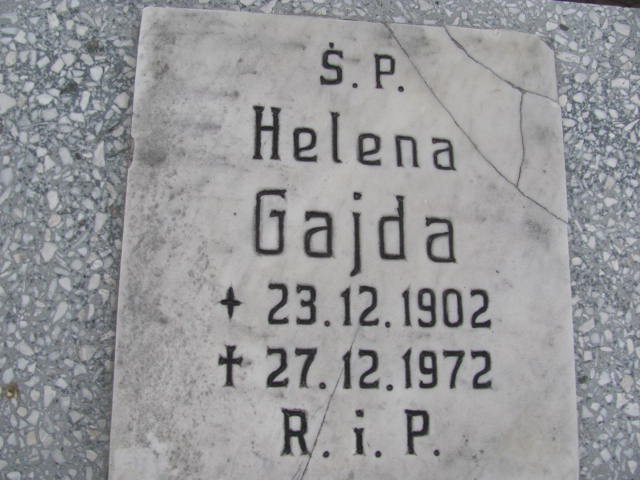 Ś. P.
Helena
Gajda
✦ 23.12.1902
✝ 27.12.1972
R. i. P.